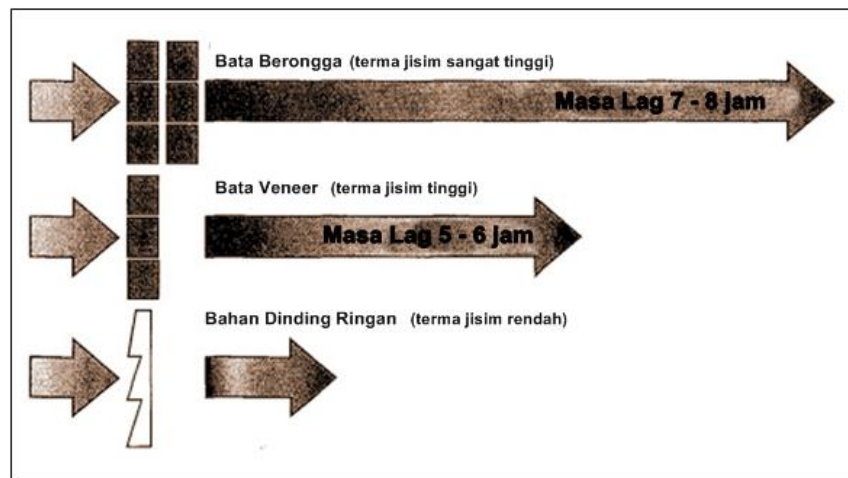 Bata Berongga (terma jisim sangat tinggi)
Masa Lag 7 - 8 jam
Bata Veneer (terma jisim tinggi)
Masa Lag 5 - 6 jam
Bahan Dinding Ringan (terma jisim rendah)